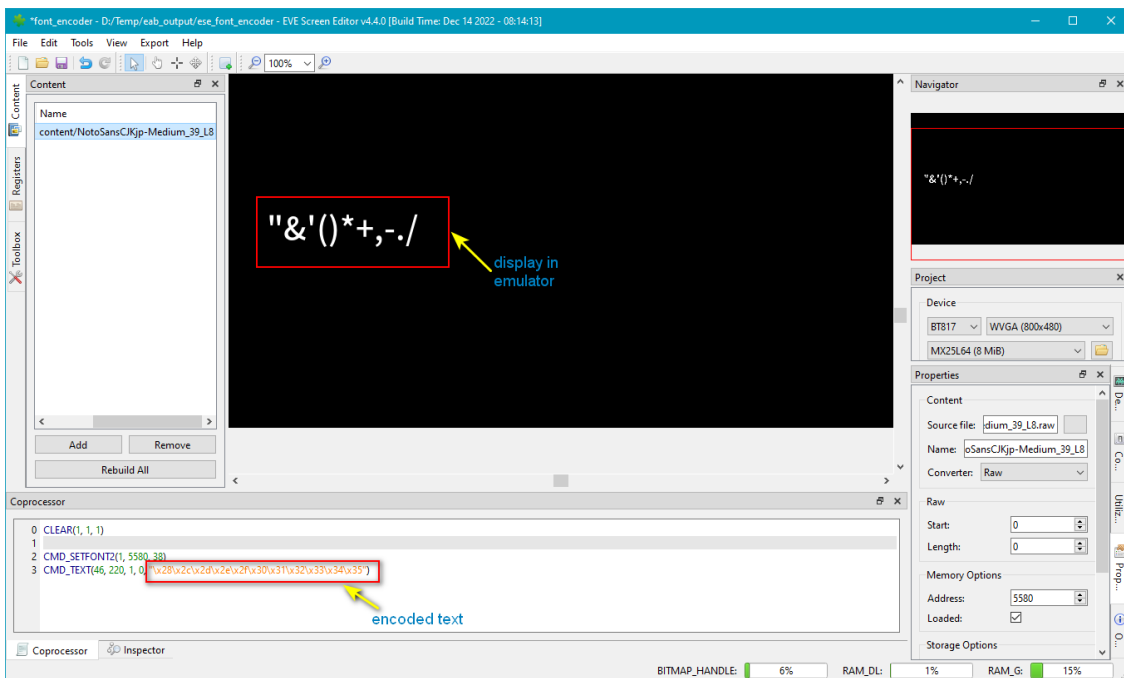 *font_encoder - D:/Temp/eab_output/ese_font_encoder - EVE Screen Editor v4.4.0 [Build Time: Dec 14 2022 - 08:14:13]
File Edit Tools View Export Help
100%
Content
Registers
Toolbox
Content
Name
content/NotoSansCJKjp-Medium_39_L8
Add Remove
Rebuild All
"&'()*+,-./
display in
emulator
Navigator
"&'()*+,-./
Project
Device
BT817 WVGA (800x480)
MX25L64 (8 MiB)
Properties
Content
Source file: dium_39_L8.raw
Name: oSansCJKjp-Medium_39_L8
Converter: Raw
Raw
Start: 0
Length: 0
Memory Options
Address: 5580
Loaded:
Storage Options
De...
Co...
Utiliz...
Prop...
O...
Coprocessor
0 CLEAR(1, 1, 1)
1
2 CMD_SETFONT2(1, 5580, 38)
3 CMD_TEXT(46, 220, 1, 0, "\x28\x2c\x2d\x2e\x2f\x30\x31\x32\x33\x34\x35")
encoded text
Coprocessor Inspector
BITMAP_HANDLE: 6% RAM_DL: 1% RAM_G: 15%